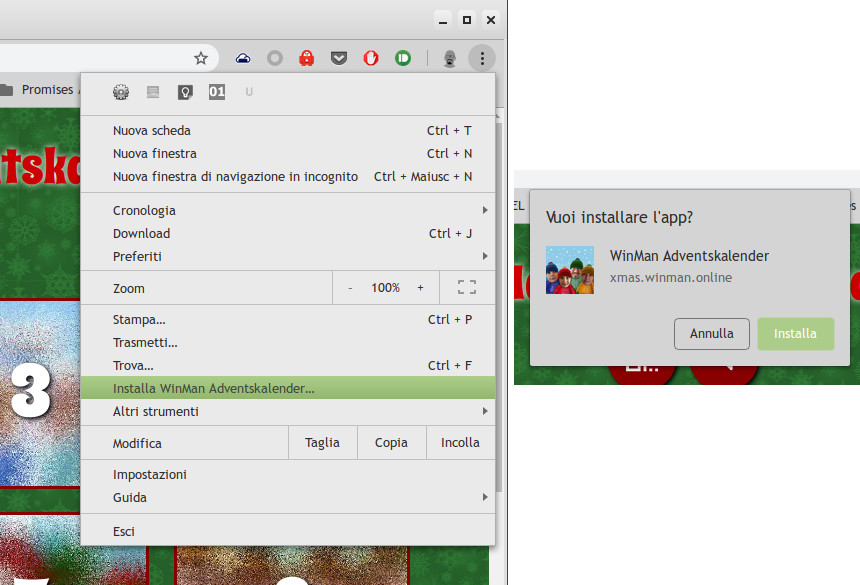 Promises
tska
01
U
Nuova scheda Ctrl + T
Nuova finestra Ctrl + N
Nuova finestra di navigazione in incognito Ctrl + Maiusc + N
Cronologia
Download Ctrl + J
Preferiti
Zoom - 100% +
Stampa... Ctrl + P
Trasmetti...
Trova... Ctrl + F
Installa WinMan Adventskalender...
Altri strumenti
Modifica Taglia Copia Incolla
Impostazioni
Guida
Esci
3
EL
Vuoi installare l'app?
WinMan Adventskalender
xmas.winman.online
Annulla Installa